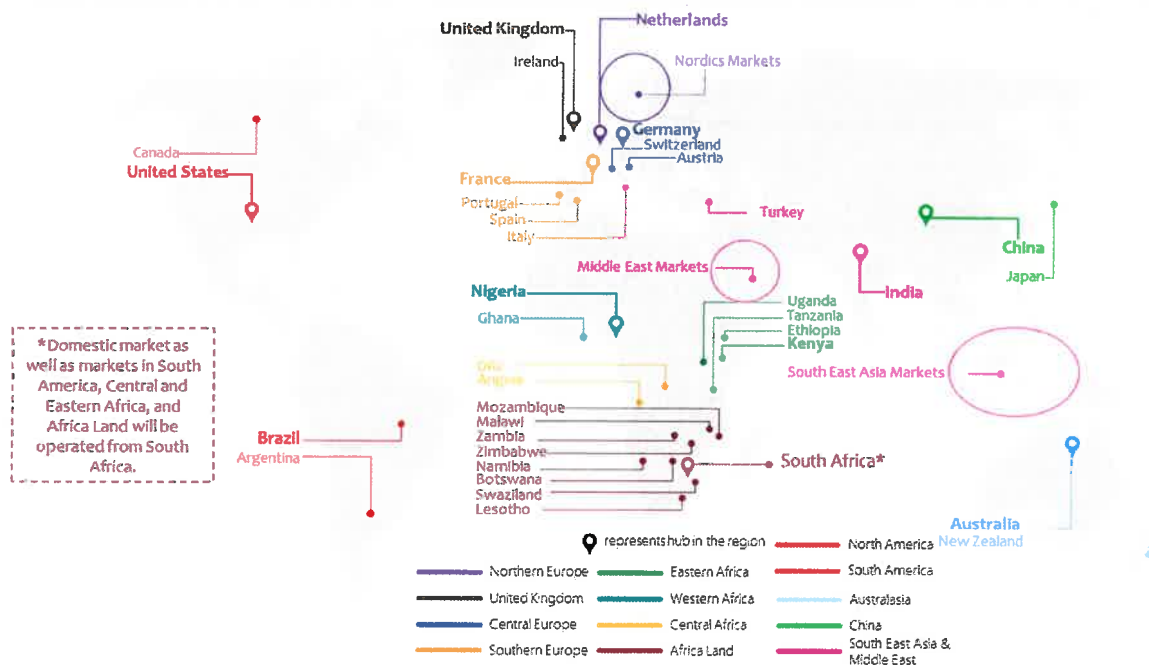 United Kingdom
Netherlands
Ireland
Nordics Markets
Germany
Switzerland
Austria
Canada
United States
France
Portugal
Spain
Italy
Turkey
China
Japan
Middle East Markets
India
Nigeria
Ghana
Uganda
Tanzania
Ethiopia
Kenya
South East Asia Markets
*Domestic market as
well as markets in South
America, Central and
Eastern Africa, and
Africa Land will be
operated from South
Africa.
DRC
Angola
Mozambique
Malawi
Zambia
Zimbabwe
Namibia
Botswana
Swaziland
Lesotho
South Africa*
Brazil
Argentina
Australia
New Zealand
represents hub in the region
North America
Northern Europe
Eastern Africa
South America
United Kingdom
Western Africa
Australasia
Central Europe
Central Africa
China
Southern Europe
Africa Land
South East Asia &
Middle East